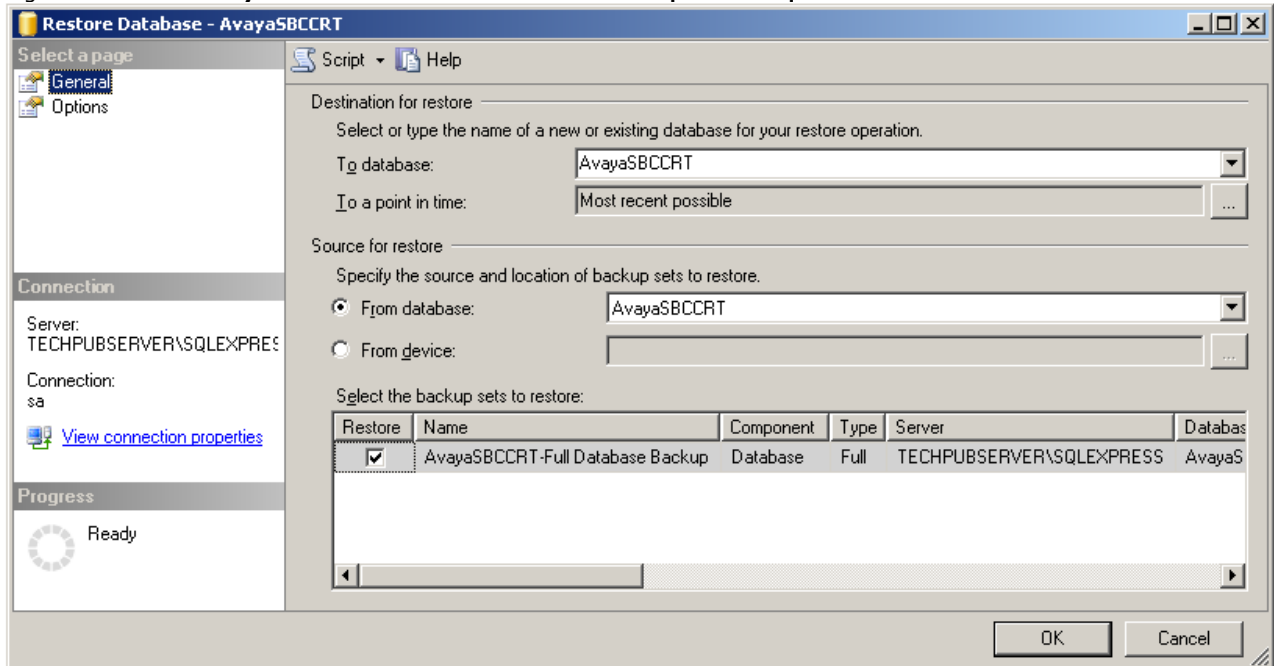 Restore Database - AvayaSBCCRT
Select a page
General
Options
Script
Help
Destination for restore
Select or type the name of a new or existing database for your restore operation.
To database:
AvayaSBCCRT
To a point in time:
Most recent possible
...
Source for restore
Specify the source and location of backup sets to restore.
From database:
AvayaSBCCRT
From device:
...
Select the backup sets to restore:
Restore Name Component Type Server Databas
AvayaSBCCRT-Full Database Backup Database Full TECHPUBSERVER\SQLEXPRESS AvayaS
Connection
Server:
TECHPUBSERVER\SQLEXPRES
Connection:
sa
View connection properties
Progress
Ready
OK
Cancel